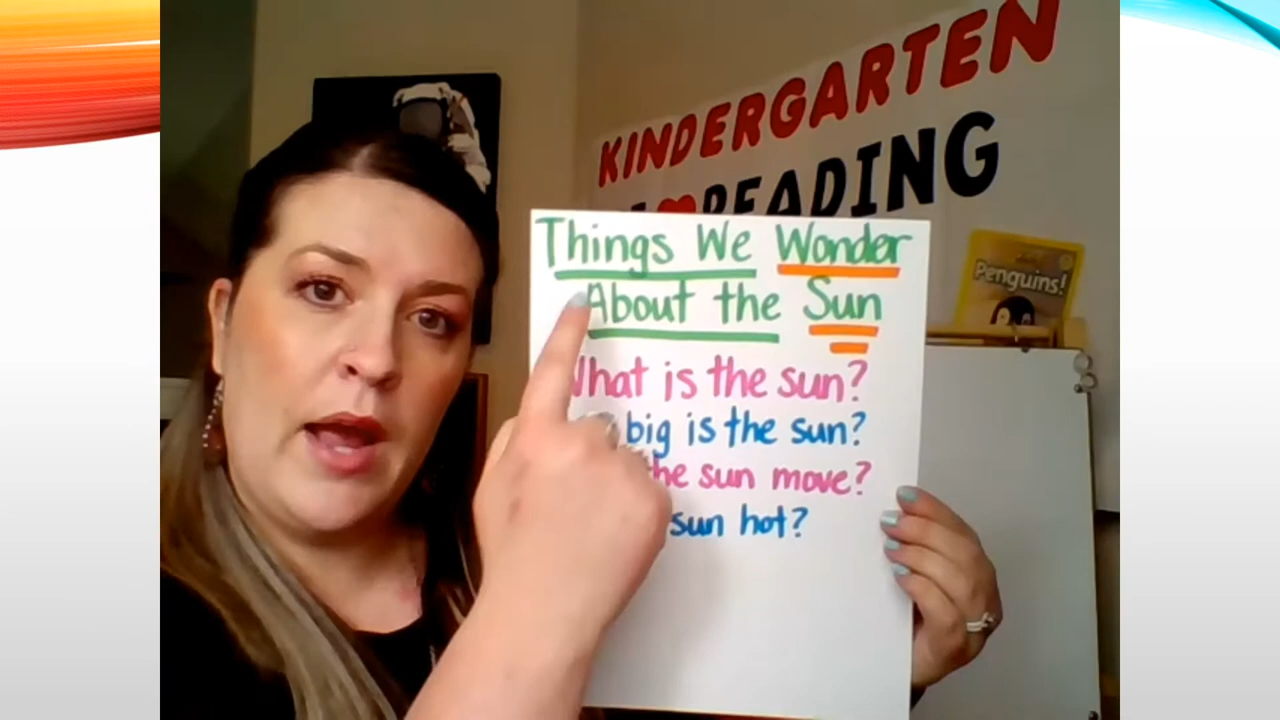 KINDERGARTEN
READING
Things We Wonder
About the Sun
What is the sun?
big is the sun?
the sun move?
sun hot?
Penguins!